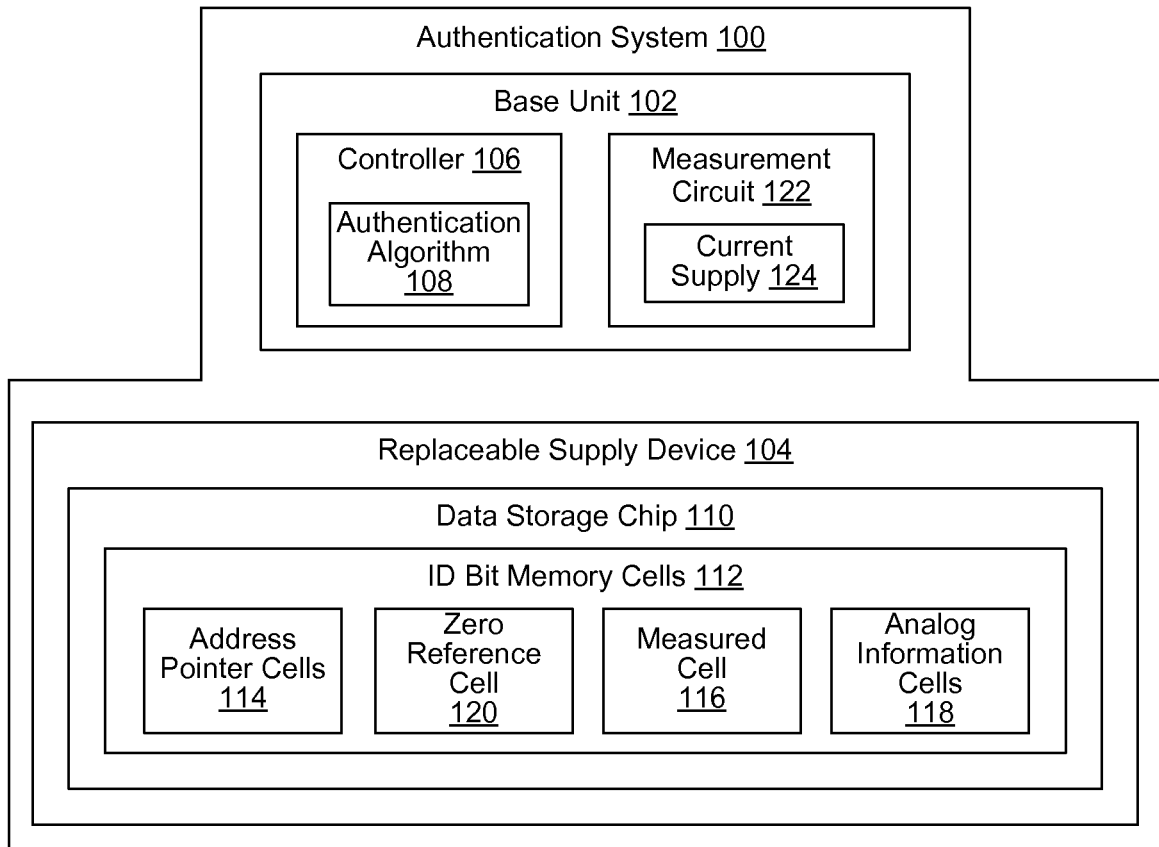 Authentication System 100
Base Unit 102
Controller 106
Authentication
Algorithm
108
Measurement
Circuit 122
Current
Supply 124
Replaceable Supply Device 104
Data Storage Chip 110
ID Bit Memory Cells 112
Address
Pointer Cells
114
Zero
Reference
Cell
120
Measured
Cell
116
Analog
Information
Cells
118